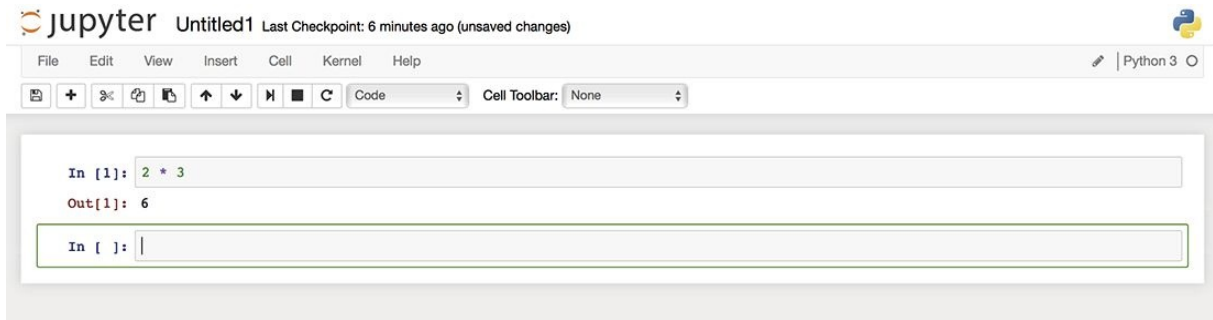 jupyter Untitled1 Last Checkpoint: 6 minutes ago (unsaved changes)
File Edit View Insert Cell Kernel Help Python 3
Code Cell Toolbar: None
In [1]: 2 * 3
Out[1]: 6
In [ ]: